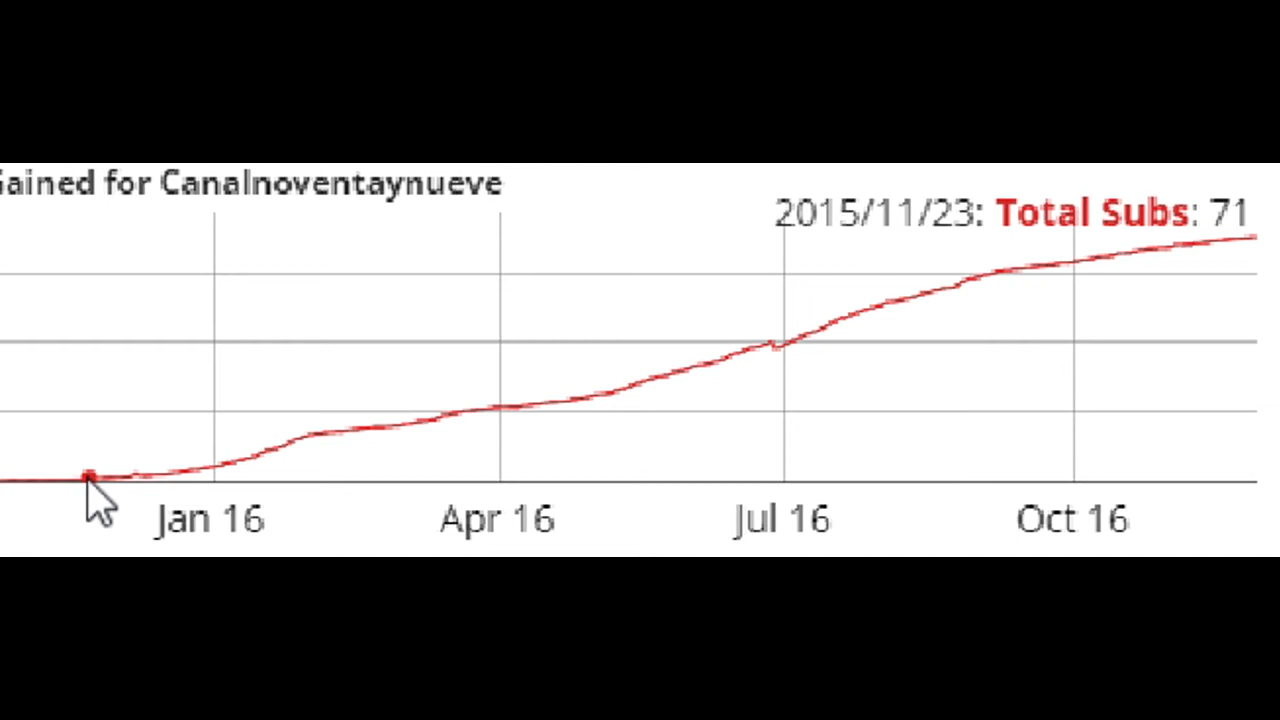 ained for Canalnoventaynueve
2015/11/23: Total Subs: 71
Jan 16 Apr 16 Jul 16 Oct 16